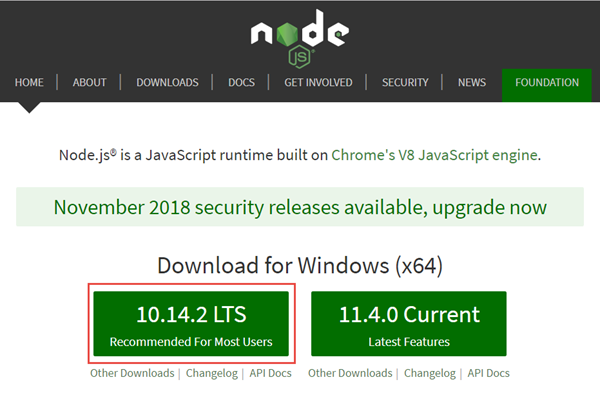 node
JS®
HOME | ABOUT | DOWNLOADS | DOCS | GET INVOLVED | SECURITY | NEWS FOUNDATION
Node.js® is a JavaScript runtime built on Chrome's V8 JavaScript engine.
November 2018 security releases available, upgrade now
Download for Windows (x64)
10.14.2 LTS
Recommended For Most Users
11.4.0 Current
Latest Features
Other Downloads | Changelog | API Docs
Other Downloads | Changelog | API Docs